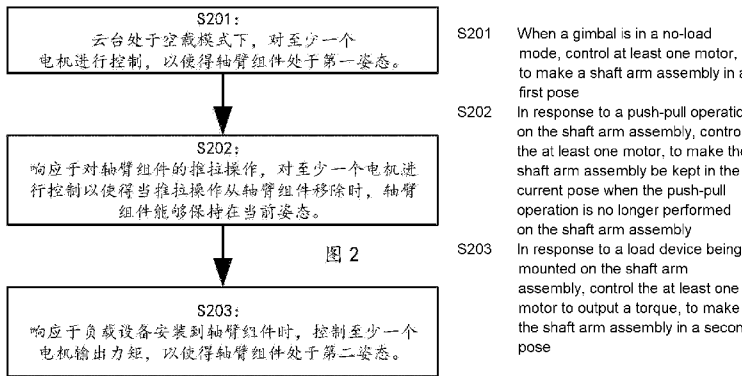 S201:
云台处于空载模式下，对至少一个
电机进行控制，以使得轴臂组件处于第一姿态。
S202:
响应于对轴臂组件的推拉操作，对至少一个电机进
行控制以使得当推拉操作从轴臂组件移除时，轴臂
组件能够保持在当前姿态。
图 2
S203:
响应于负载设备安装到轴臂组件时，控制至少一个
电机输出力矩，以使得轴臂组件处于第二姿态。
S201 When a gimbal is in a no-load
mode, control at least one motor,
to make a shaft arm assembly in a
first pose
S202 In response to a push-pull operatio
on the shaft arm assembly, contro
the at least one motor, to make the
shaft arm assembly be kept in the
current pose when the push-pull
operation is no longer performed
on the shaft arm assembly
S203 In response to a load device being
mounted on the shaft arm
assembly, control the at least one
motor to output a torque, to make
the shaft arm assembly in a secon
pose